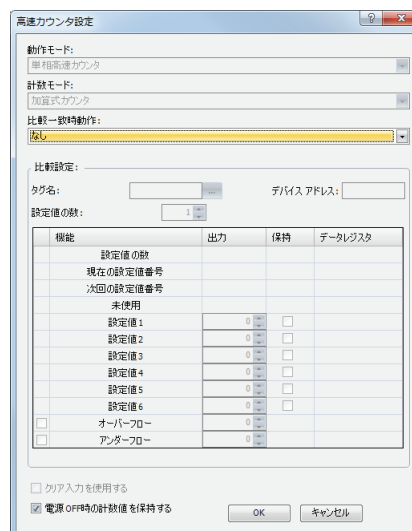 高速カウンタ設定
動作モード:
単相高速カウンタ
計数モード:
加算式カウンタ
比較一致時動作:
なし
比較設定:
タグ名: ... デバイス アドレス:
設定値の数: 1
機能 出力 保持 データレジスタ
設定値の数
現在の設定値番号
次回の設定値番号
未使用
設定値1 0
設定値2 0
設定値3 0
設定値4 0
設定値5 0
設定値6 0
オーバーフロー 0
アンダーフロー 0
クリア入力を使用する
電源OFF時の計数値を保持する
OK キャンセル